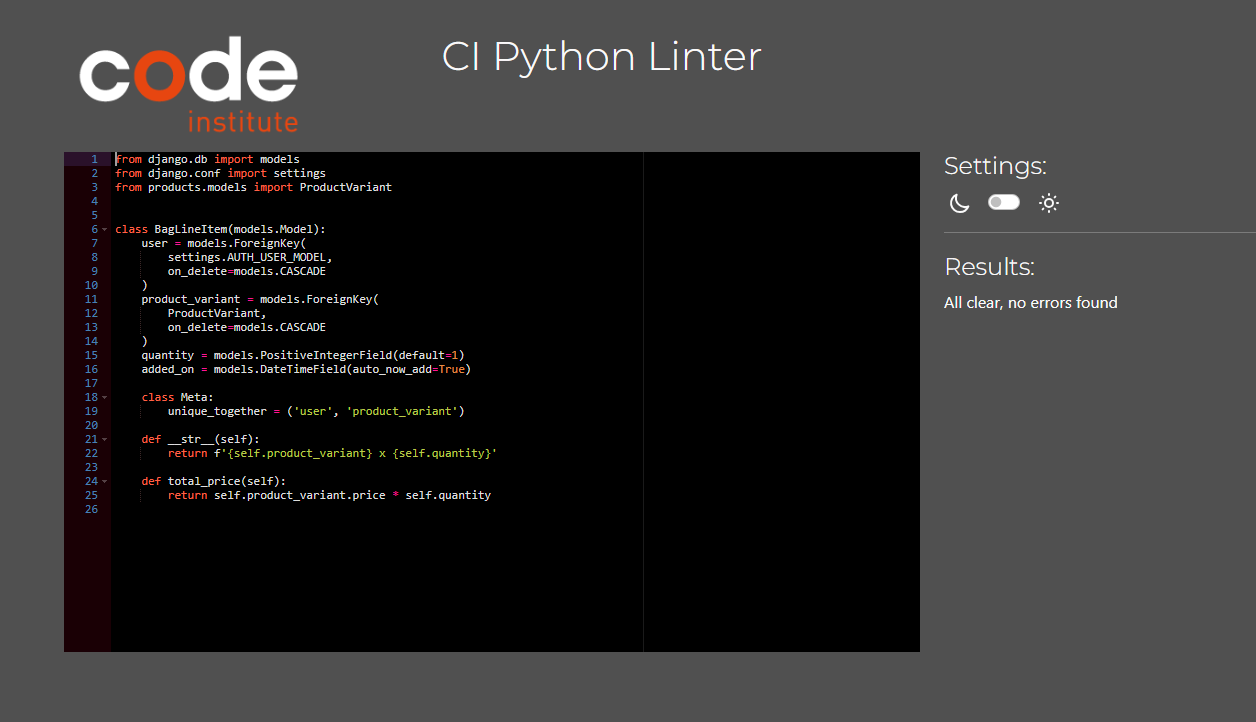 code
institute
CI Python Linter
1 from django.db import models
2 from django.conf import settings
3 from products.models import ProductVariant
4
5
6 class BagLineItem(models.Model):
7     user = models.ForeignKey(
8         settings.AUTH_USER_MODEL,
9         on_delete=models.CASCADE
10     )
11     product_variant = models.ForeignKey(
12         ProductVariant,
13         on_delete=models.CASCADE
14     )
15     quantity = models.PositiveIntegerField(default=1)
16     added_on = models.DateTimeField(auto_now_add=True)
17
18     class Meta:
19         unique_together = ('user', 'product_variant')
20
21     def __str__(self):
22         return f'{self.product_variant} x {self.quantity}'
23
24     def total_price(self):
25         return self.product_variant.price * self.quantity
26
Settings:
Results:
All clear, no errors found